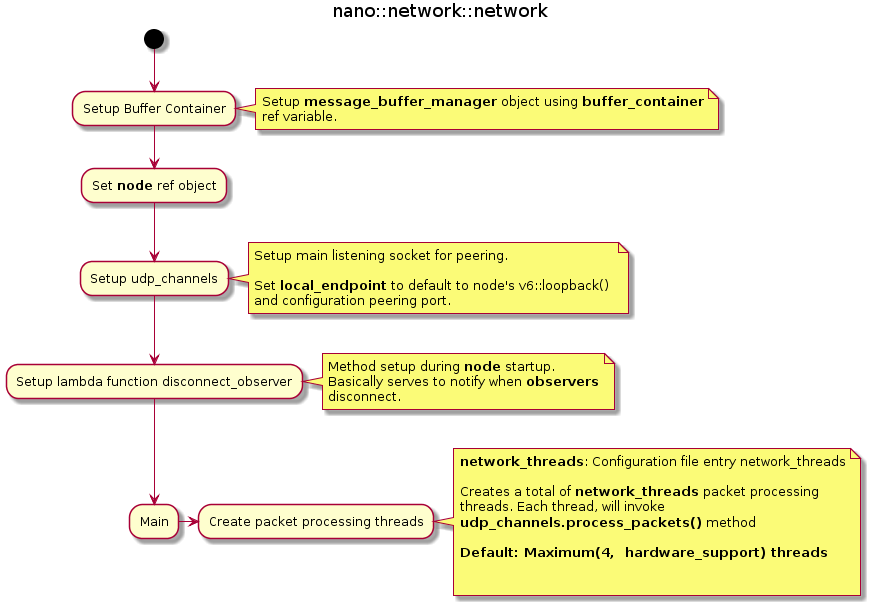 nano::network::network
Setup Buffer Container
Setup message_buffer_manager object using buffer_container
ref variable.
Set node ref object
Setup udp_channels
Setup main listening socket for peering.
Set local_endpoint to default to node's v6::loopback()
and configuration peering port.
Setup lambda function disconnect_observer
Method setup during node startup.
Basically serves to notify when observers
disconnect.
Main
Create packet processing threads
network_threads: Configuration file entry network_threads
Creates a total of network_threads packet processing
threads. Each thread, will invoke
udp_channels.process_packets() method
Default: Maximum(4,  hardware_support) threads